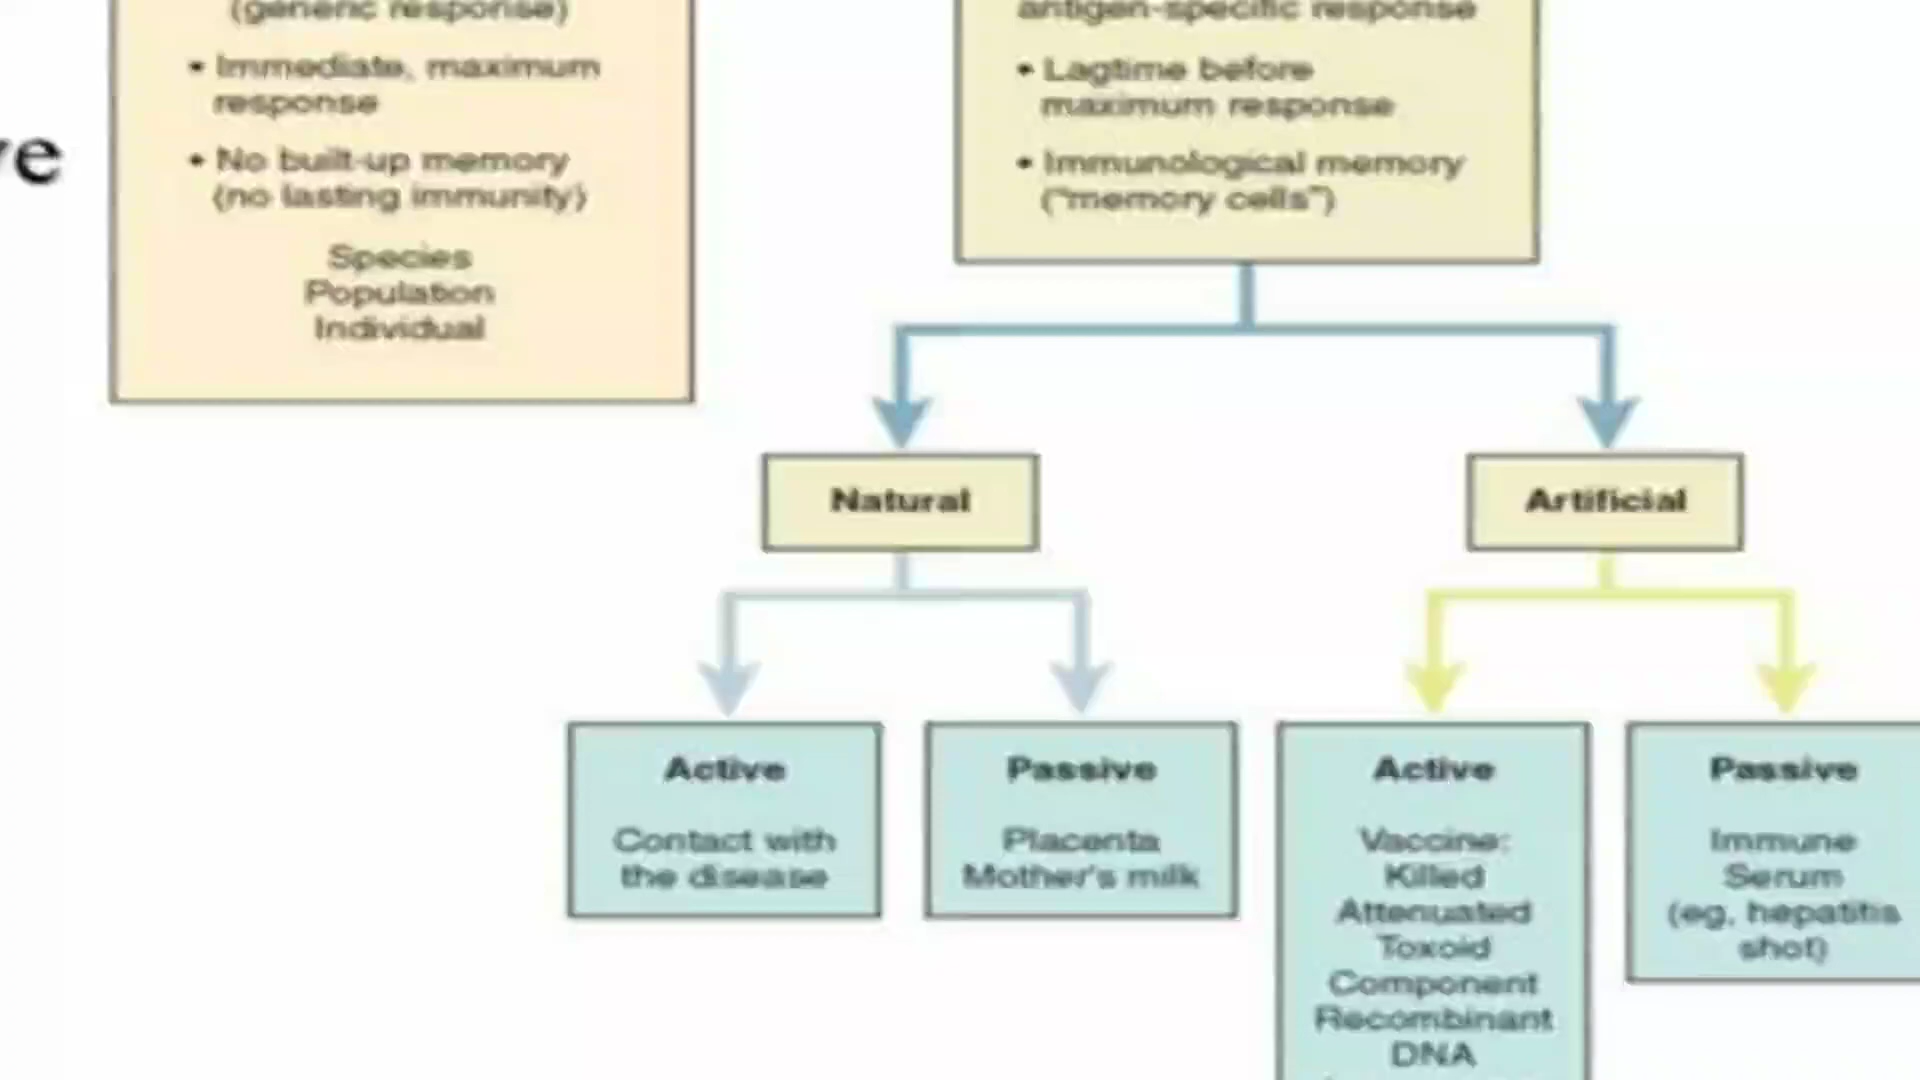 (generic response)
• Immediate, maximum
response
• No built-up memory
(no lasting immunity)
Species
Population
Individual
antigen-specific response
• Lagtime before
maximum response
• Immunological memory
("memory cells")
Natural
Artificial
Active
Contact with
the disease
Passive
Placenta
Mother's milk
Active
Vaccine:
Killed
Attenuated
Toxoid
Component
Recombinant
DNA
Passive
Immune
Serum
(eg, hepatitis
shot)